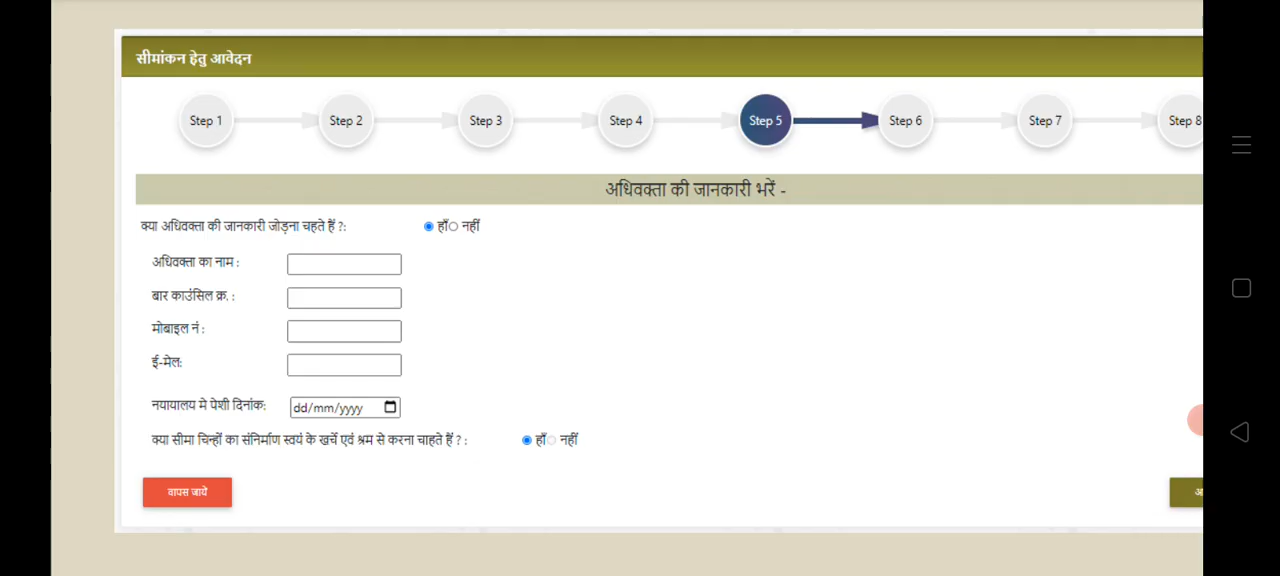 सीमांकन हेतु आवेदन
Step 1 Step 2 Step 3 Step 4 Step 5 Step 6 Step 7 Step 8
अधिवक्ता की जानकारी भरें -
क्या अधिवक्ता की जानकारी जोड़ना चहते हैं ?: हाँ नहीं
अधिवक्ता का नाम :
बार काउंसिल क्र. :
मोबाइल नं :
ई-मेल:
नयायालय मे पेशी दिनांक: dd/mm/yyyy
क्या सीमा चिन्हों का संनिर्माण स्वयं के खर्चे एवं श्रम से करना चाहते हैं ? : हाँ नहीं
वापस जायें